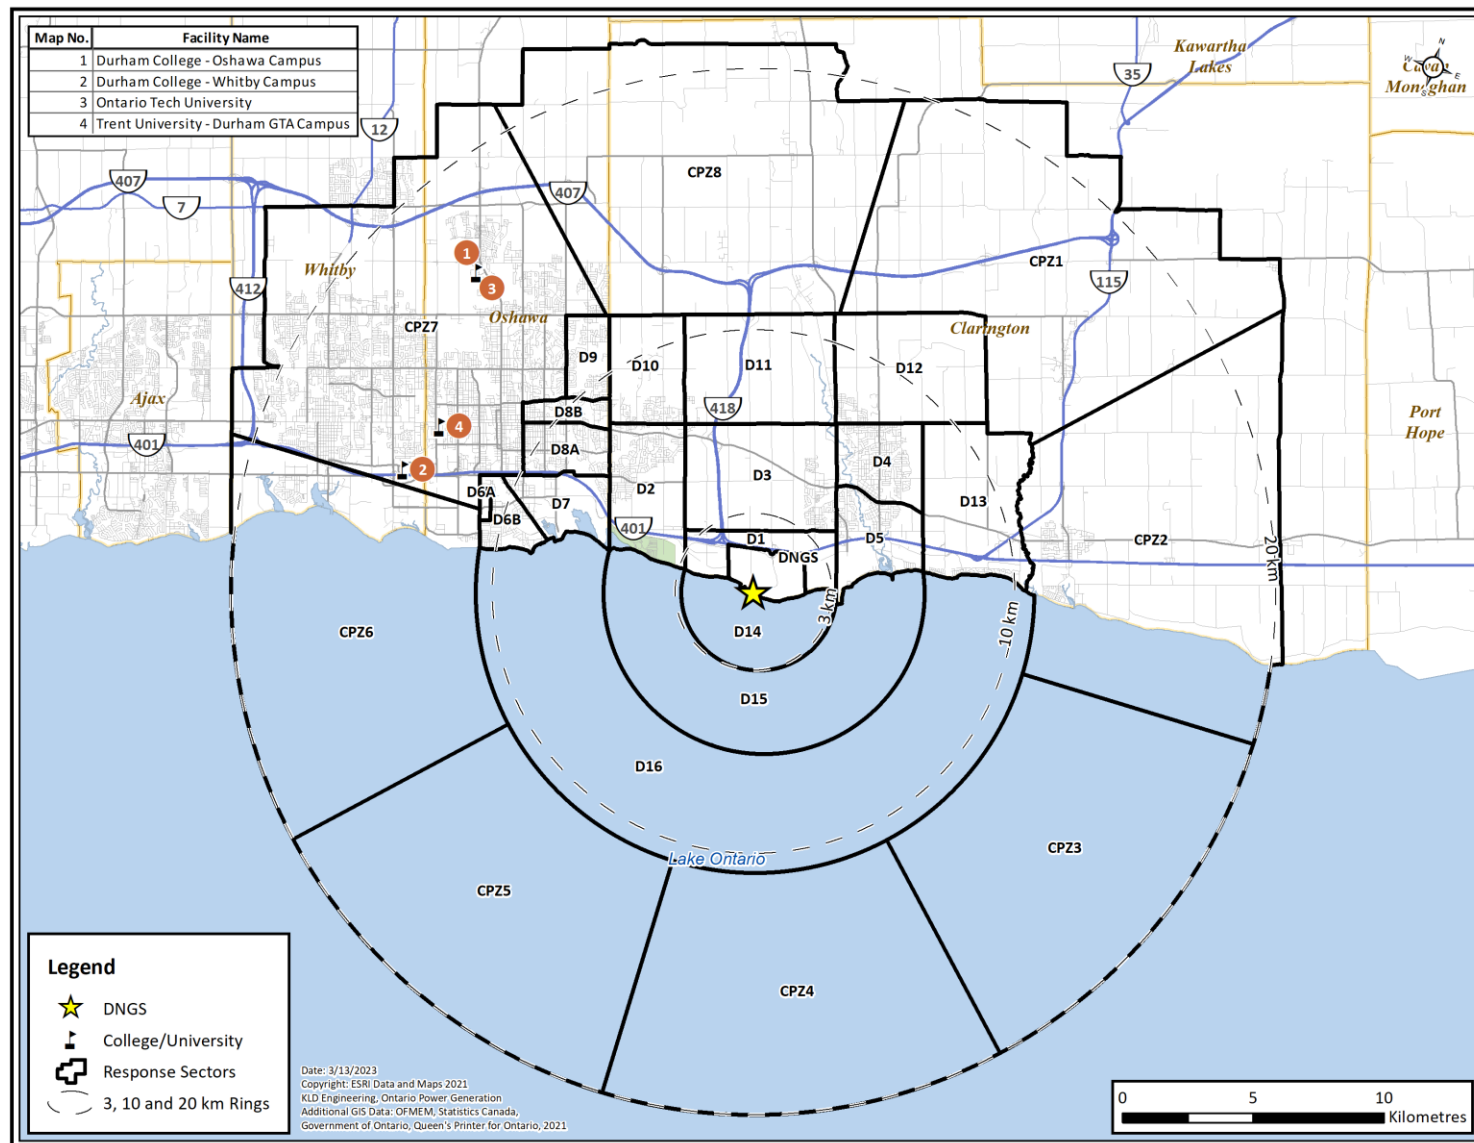 Map No. Facility Name
1 Durham College - Oshawa Campus
2 Durham College - Whitby Campus
3 Ontario Tech University
4 Trent University - Durham GTA Campus
Kawartha
Lakes
Cavan
Monaghan
N
W
E
S
35
12
407
7
407
CPZ8
412
Whitby
1
3
Oshawa
CPZ7
CPZ1
115
Clarington
Ajax
401
D9
D10
D11
D12
418
D8B
D8A
4
2
Port
Hope
D6A
D6B
D7
D2
D3
D4
D13
401
D1
DNGS
D5
CPZ2
20 km
3 km
10 km
CPZ6
D14
D15
D16
Lake Ontario
CPZ3
CPZ5
CPZ4
Legend
DNGS
College/University
Response Sectors
3, 10 and 20 km Rings
Date: 3/13/2023
Copyright: ESRI Data and Maps 2021
KLD Engineering, Ontario Power Generation
Additional GIS Data: OFMEM, Statistics Canada,
Government of Ontario, Queen's Printer for Ontario, 2021
0 5 10
Kilometres